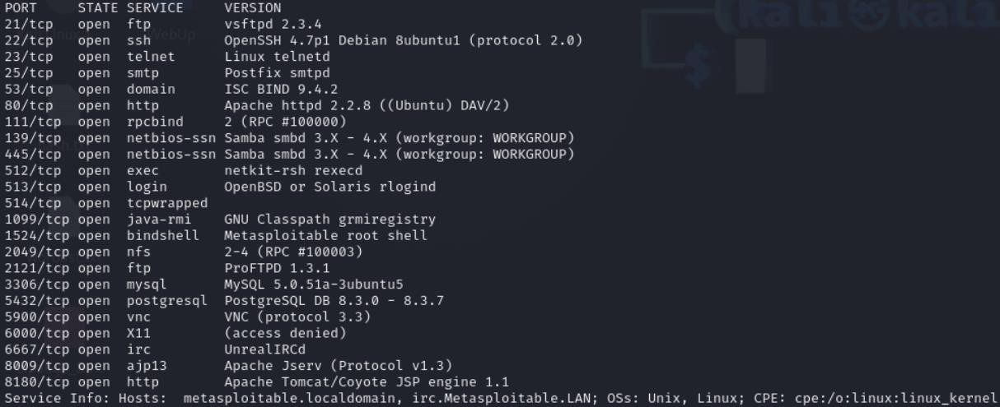 PORT     STATE SERVICE     VERSION
21/tcp   open  ftp         vsftpd 2.3.4
22/tcp   open  ssh         OpenSSH 4.7p1 Debian 8ubuntu1 (protocol 2.0)
23/tcp   open  telnet      Linux telnetd
25/tcp   open  smtp        Postfix smtpd
53/tcp   open  domain      ISC BIND 9.4.2
80/tcp   open  http        Apache httpd 2.2.8 ((Ubuntu) DAV/2)
111/tcp  open  rpcbind     2 (RPC #100000)
139/tcp  open  netbios-ssn Samba smbd 3.X - 4.X (workgroup: WORKGROUP)
445/tcp  open  netbios-ssn Samba smbd 3.X - 4.X (workgroup: WORKGROUP)
512/tcp  open  exec        netkit-rsh rexecd
513/tcp  open  login       OpenBSD or Solaris rlogind
514/tcp  open  tcpwrapped
1099/tcp open  java-rmi    GNU Classpath grmiregistry
1524/tcp open  bindshell   Metasploitable root shell
2049/tcp open  nfs         2-4 (RPC #100003)
2121/tcp open  ftp         ProFTPD 1.3.1
3306/tcp open  mysql       MySQL 5.0.51a-3ubuntu5
5432/tcp open  postgresql  PostgreSQL DB 8.3.0 - 8.3.7
5900/tcp open  vnc         VNC (protocol 3.3)
6000/tcp open  X11         (access denied)
6667/tcp open  irc         UnrealIRCd
8009/tcp open  ajp13       Apache Jserv (Protocol v1.3)
8180/tcp open  http        Apache Tomcat/Coyote JSP engine 1.1
Service Info: Hosts:  metasploitable.localdomain, irc.Metasploitable.LAN; OSs: Unix, Linux; CPE: cpe:/o:linux:linux_kernel
(kali㉿kali
$